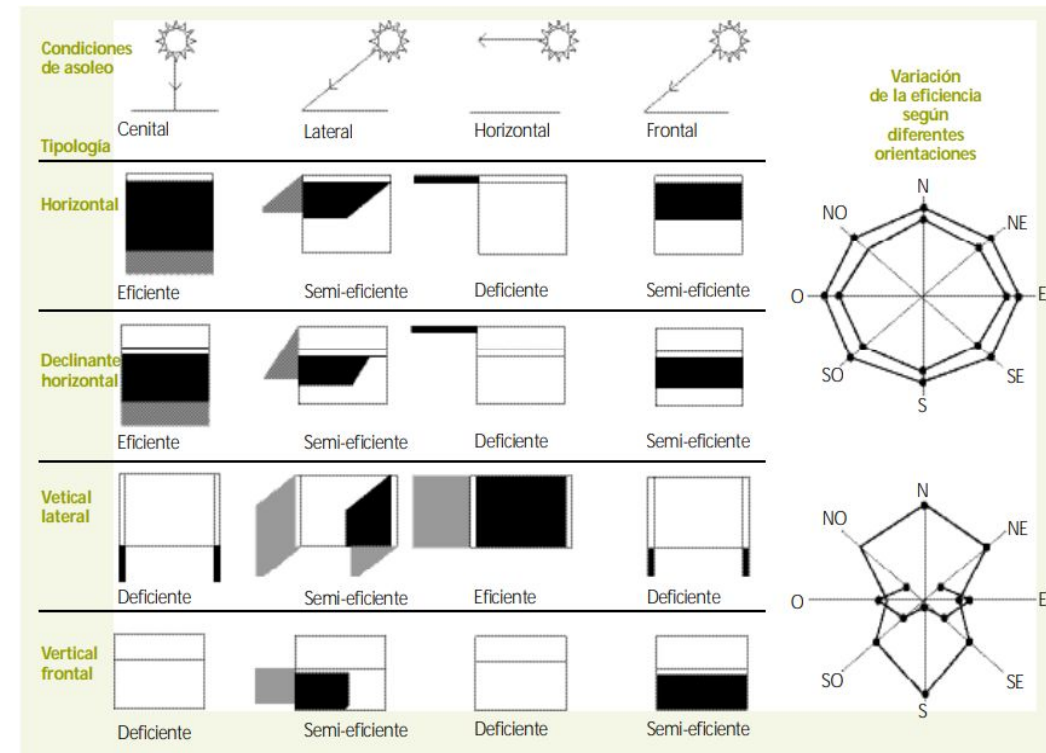 Condiciones
de asoleo
Cenital
Lateral
Horizontal
Frontal
Tipología
Horizontal
Eficiente
Semi-eficiente
Deficiente
Semi-eficiente
Declinante
horizontal
Eficiente
Semi-eficiente
Deficiente
Semi-eficiente
Vetical
lateral
Deficiente
Semi-eficiente
Eficiente
Deficiente
Vertical
frontal
Deficiente
Semi-eficiente
Deficiente
Semi-eficiente
Variación
de la eficiencia
según
diferentes
orientaciones
N
NO
NE
O
E
SO
SE
S
N
NO
NE
O
E
SO
SE
S